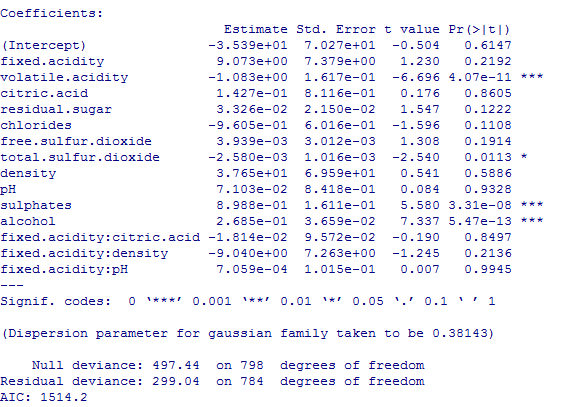 Coefficients:
Estimate Std. Error t value Pr(>|t|)
(Intercept) -3.539e+01 7.027e+01 -0.504 0.6147
fixed.acidity 9.073e+00 7.379e+00 1.230 0.2192
volatile.acidity -1.083e+00 1.617e-01 -6.696 4.07e-11 ***
citric.acid 1.427e-01 8.116e-01 0.176 0.8605
residual.sugar 3.326e-02 2.150e-02 1.547 0.1222
chlorides -9.605e-01 6.016e-01 -1.596 0.1108
free.sulfur.dioxide 3.939e-03 3.012e-03 1.308 0.1914
total.sulfur.dioxide -2.580e-03 1.016e-03 -2.540 0.0113 *
density 3.765e+01 6.959e+01 0.541 0.5886
pH 7.103e-02 8.418e-01 0.084 0.9328
sulphates 8.988e-01 1.611e-01 5.580 3.31e-08 ***
alcohol 2.685e-01 3.659e-02 7.337 5.47e-13 ***
fixed.acidity:citric.acid -1.814e-02 9.572e-02 -0.190 0.8497
fixed.acidity:density -9.040e+00 7.263e+00 -1.245 0.2136
fixed.acidity:pH 7.059e-04 1.015e-01 0.007 0.9945
---
Signif. codes: 0 ‘***’ 0.001 ‘**’ 0.01 ‘*’ 0.05 ‘.’ 0.1 ‘ ’ 1
(Dispersion parameter for gaussian family taken to be 0.38143)
Null deviance: 497.44 on 798 degrees of freedom
Residual deviance: 299.04 on 784 degrees of freedom
AIC: 1514.2